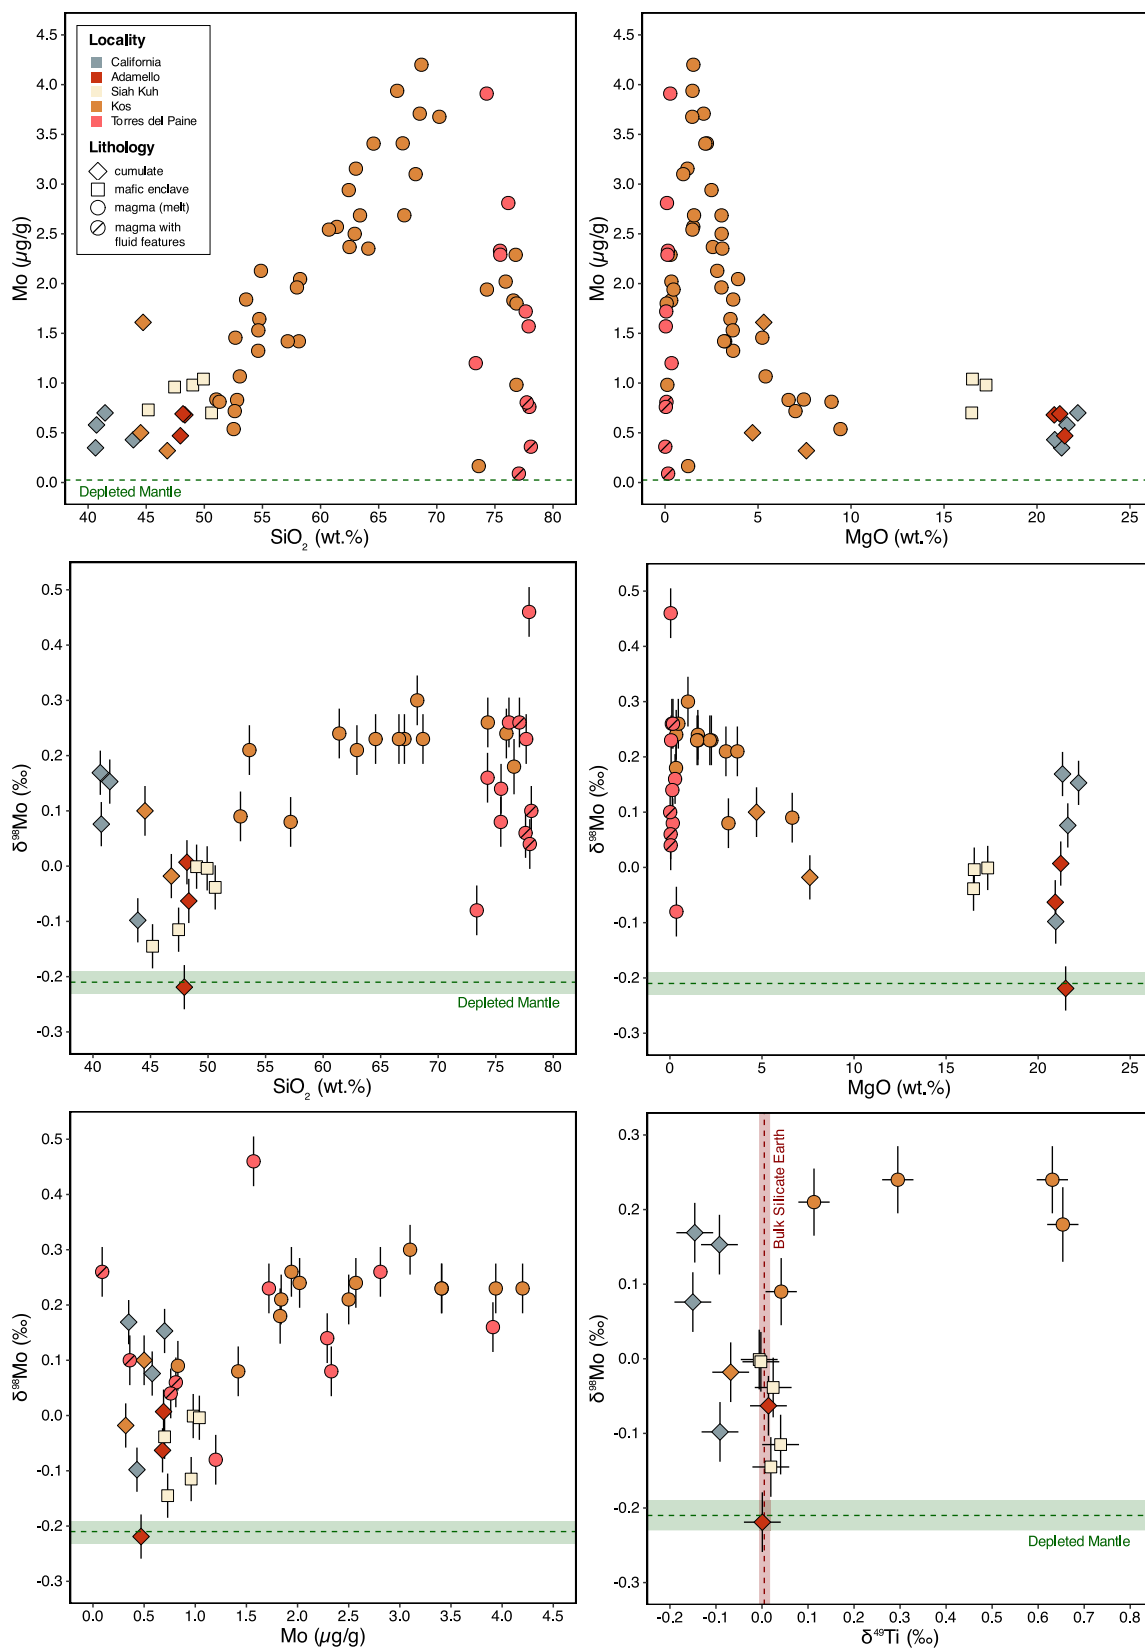 4.5
4.0
3.5
3.0
2.5
2.0
1.5
1.0
0.5
0.0
Mo (µg/g)
Locality
California
Adamello
Siah Kuh
Kos
Torres del Paine
Lithology
cumulate
mafic enclave
magma (melt)
magma with
fluid features
Depleted Mantle
40 45 50 55 60 65 70 75 80
SiO2 (wt.%)
4.5
4.0
3.5
3.0
2.5
2.0
1.5
1.0
0.5
0.0
Mo (µg/g)
0 5 10 15 20 25
MgO (wt.%)
0.5
0.4
0.3
0.2
0.1
0.0
-0.1
-0.2
-0.3
δ98Mo (‰)
Depleted Mantle
40 45 50 55 60 65 70 75 80
SiO2 (wt.%)
0.5
0.4
0.3
0.2
0.1
0.0
-0.1
-0.2
-0.3
δ98Mo (‰)
0 5 10 15 20 25
MgO (wt.%)
0.5
0.4
0.3
0.2
0.1
0.0
-0.1
-0.2
-0.3
δ98Mo (‰)
0.0 0.5 1.0 1.5 2.0 2.5 3.0 3.5 4.0 4.5
Mo (µg/g)
0.3
0.2
0.1
0.0
-0.1
-0.2
-0.3
δ98Mo (‰)
Bulk Silicate Earth
Depleted Mantle
-0.2 -0.1 0.0 0.1 0.2 0.3 0.4 0.5 0.6 0.7 0.8
δ49Ti (‰)